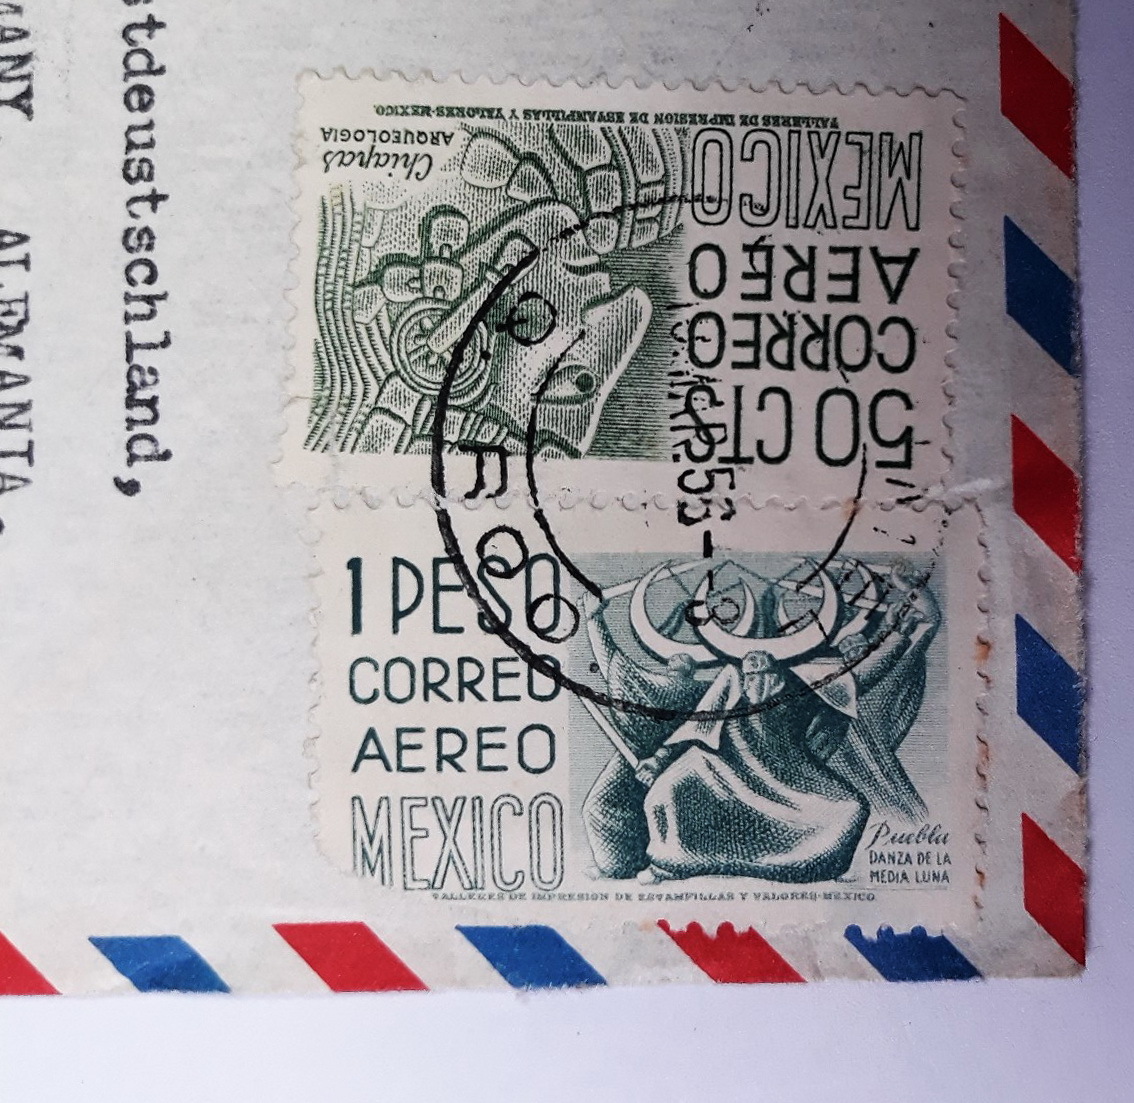 stdeustschland,
MANY. ALEMANIA.
50 CT
CORREO
AEREO
MEXICO
Chiapas
ARQUEOLOGIA
TALLERES DE IMPRESION DE ESTAMPILLAS Y VALORES-MEXICO.
1 PESO
CORREO
AEREO
MEXICO
Puebla
DANZA DE LA
MEDIA LUNA
TALLERES DE IMPRESION DE ESTAMPILLAS Y VALORES-MEXICO